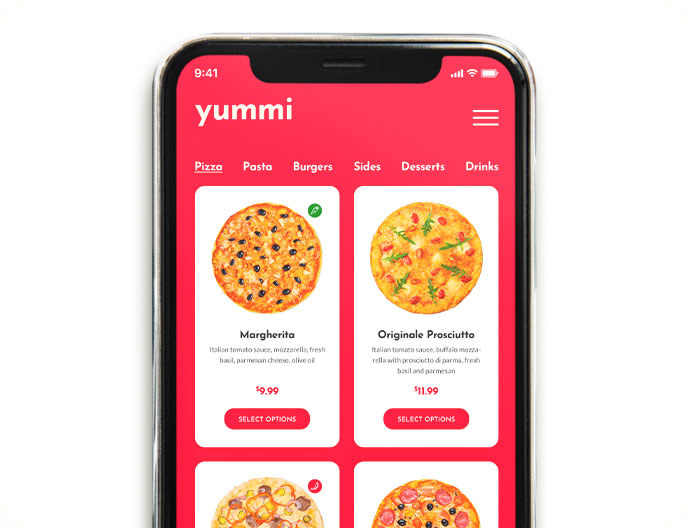 9:41
yummi
Pizza Pasta Burgers Sides Desserts Drinks
Margherita
Italian tomato sauce, mozzarella, fresh
basil, parmesan cheese, olive oil
$9.99
SELECT OPTIONS
Originale Prosciutto
Italian tomato sauce, buffalo mozza-
rella with prosciutto di parma, fresh
basil and parmesan
$11.99
SELECT OPTIONS